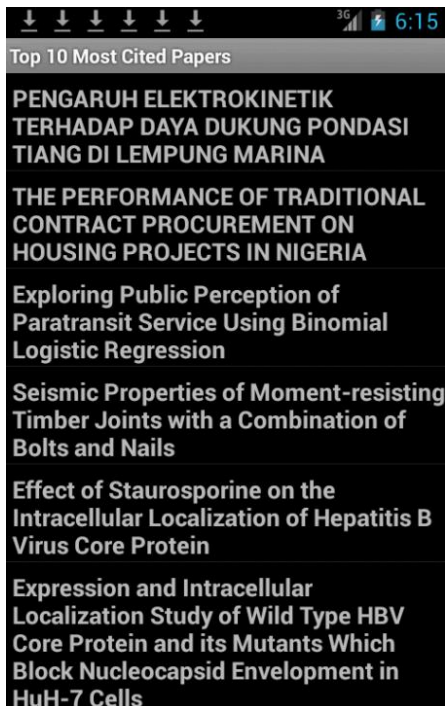 3G 6:15
Top 10 Most Cited Papers
PENGARUH ELEKTROKINETIK
TERHADAP DAYA DUKUNG PONDASI
TIANG DI LEMPUNG MARINA
THE PERFORMANCE OF TRADITIONAL
CONTRACT PROCUREMENT ON
HOUSING PROJECTS IN NIGERIA
Exploring Public Perception of
Paratransit Service Using Binomial
Logistic Regression
Seismic Properties of Moment-resisting
Timber Joints with a Combination of
Bolts and Nails
Effect of Staurosporine on the
Intracellular Localization of Hepatitis B
Virus Core Protein
Expression and Intracellular
Localization Study of Wild Type HBV
Core Protein and its Mutants Which
Block Nucleocapsid Envelopment in
HuH-7 Cells